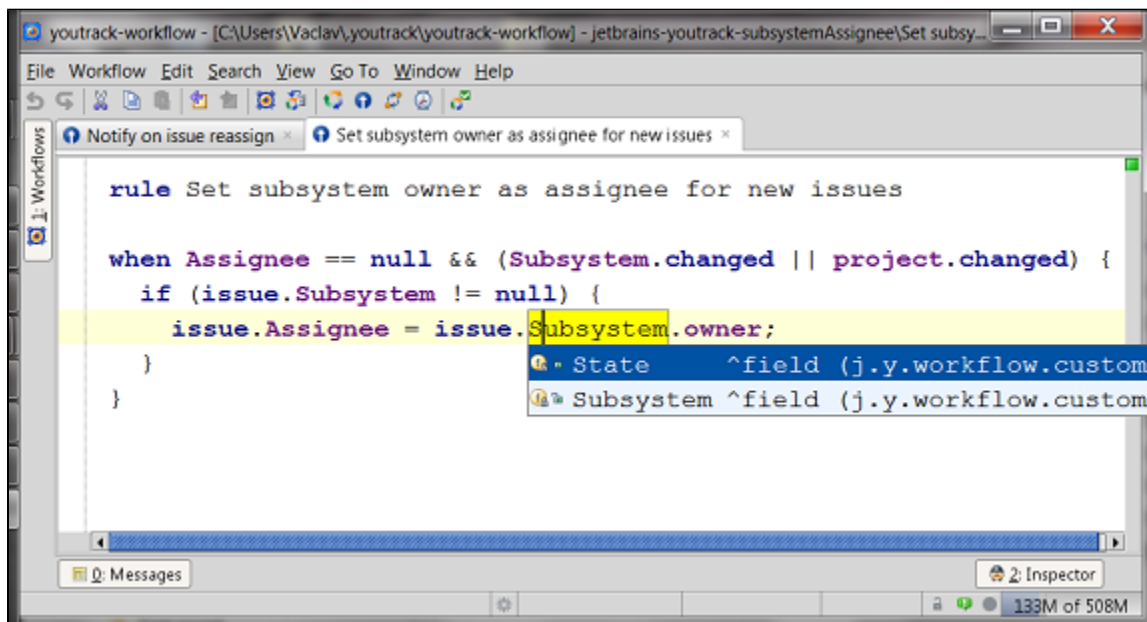 youtrack-workflow - [C:\Users\Vaclav\.youtrack\youtrack-workflow] - jetbrains-youtrack-subsystemAssignee\Set subsy...
File Workflow Edit Search View Go To Window Help
Notify on issue reassign × Set subsystem owner as assignee for new issues ×
1: Workflows
rule Set subsystem owner as assignee for new issues
when Assignee == null && (Subsystem.changed || project.changed) {
if (issue.Subsystem != null) {
issue.Assignee = issue.Subsystem.owner;
}
State ^field (j.y.workflow.custom
}
Subsystem ^field (j.y.workflow.custom
0: Messages
2: Inspector
133M of 508M